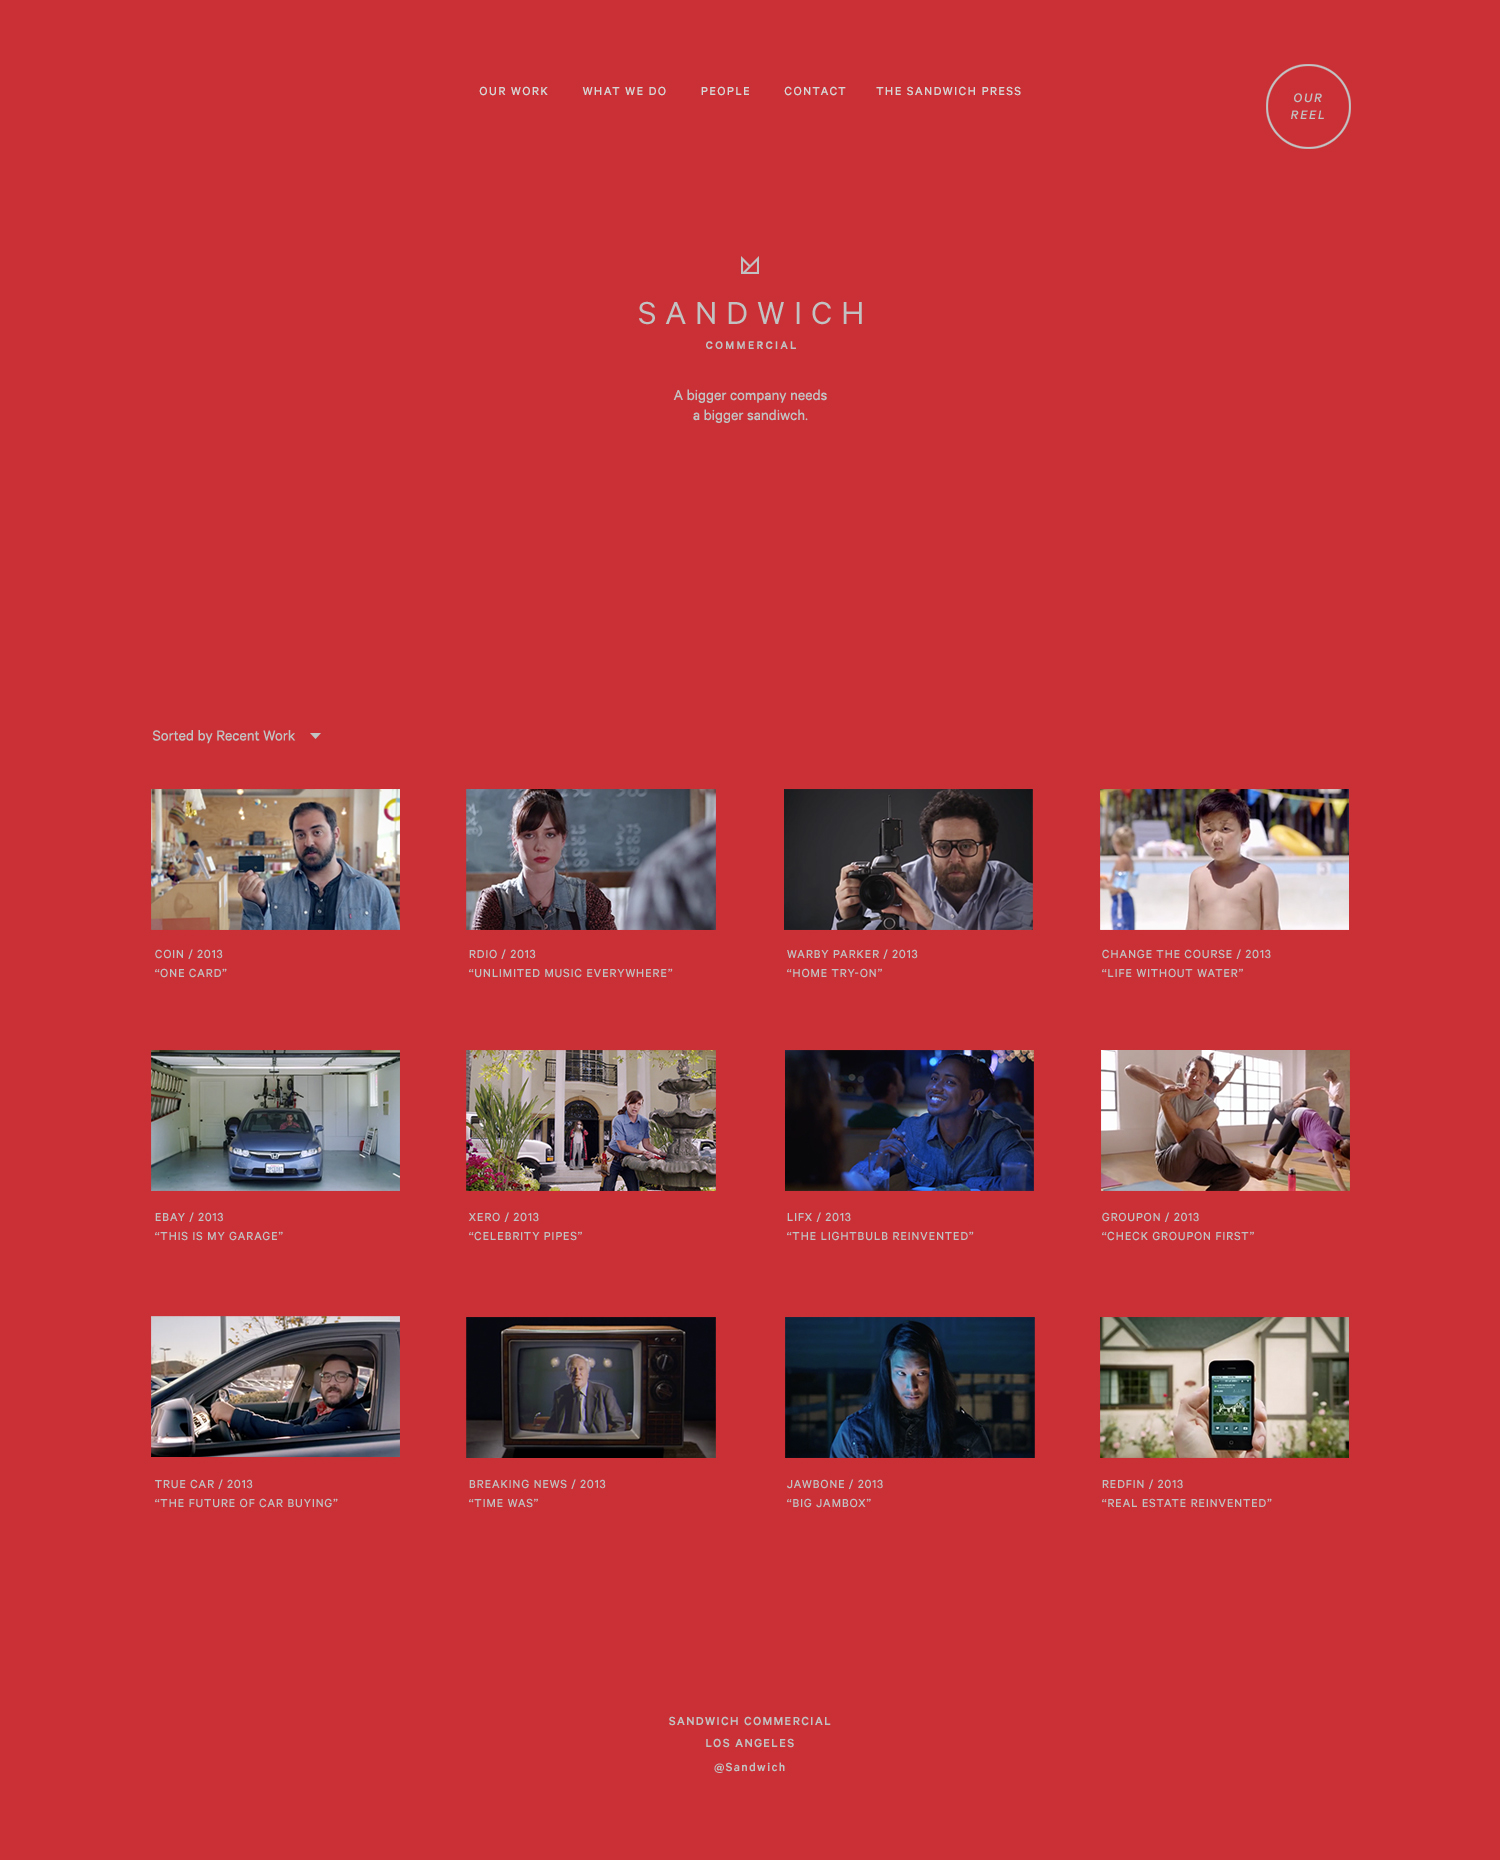 OUR WORK
WHAT WE DO
PEOPLE
CONTACT
THE SANDWICH PRESS
OUR
REEL
SANDWICH
COMMERCIAL
A bigger company needs
a bigger sandiwch.
Sorted by Recent Work
COIN / 2013
“ONE CARD”
RDIO / 2013
“UNLIMITED MUSIC EVERYWHERE”
WARBY PARKER / 2013
“HOME TRY-ON”
CHANGE THE COURSE / 2013
“LIFE WITHOUT WATER”
EBAY / 2013
“THIS IS MY GARAGE”
XERO / 2013
“CELEBRITY PIPES”
LIFX / 2013
“THE LIGHTBULB REINVENTED”
GROUPON / 2013
“CHECK GROUPON FIRST”
TRUE CAR / 2013
“THE FUTURE OF CAR BUYING”
BREAKING NEWS / 2013
“TIME WAS”
JAWBONE / 2013
“BIG JAMBOX”
REDFIN / 2013
“REAL ESTATE REINVENTED”
SANDWICH COMMERCIAL
LOS ANGELES
@Sandwich